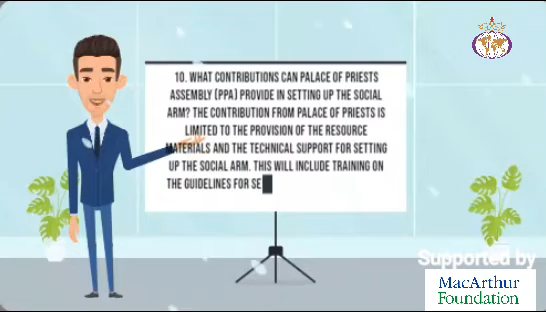 10. WHAT CONTRIBUTIONS CAN PALACE OF PRIESTS
ASSEMBLY (PPA) PROVIDE IN SETTING UP THE SOCIAL
ARM? THE CONTRIBUTION FROM PALACE OF PRIESTS IS
LIMITED TO THE PROVISION OF THE RESOURCE
MATERIALS AND THE TECHNICAL SUPPORT FOR SETTING
UP THE SOCIAL ARM. THIS WILL INCLUDE TRAINING ON
THE GUIDELINES FOR SE
Supported by
MacArthur
Foundation